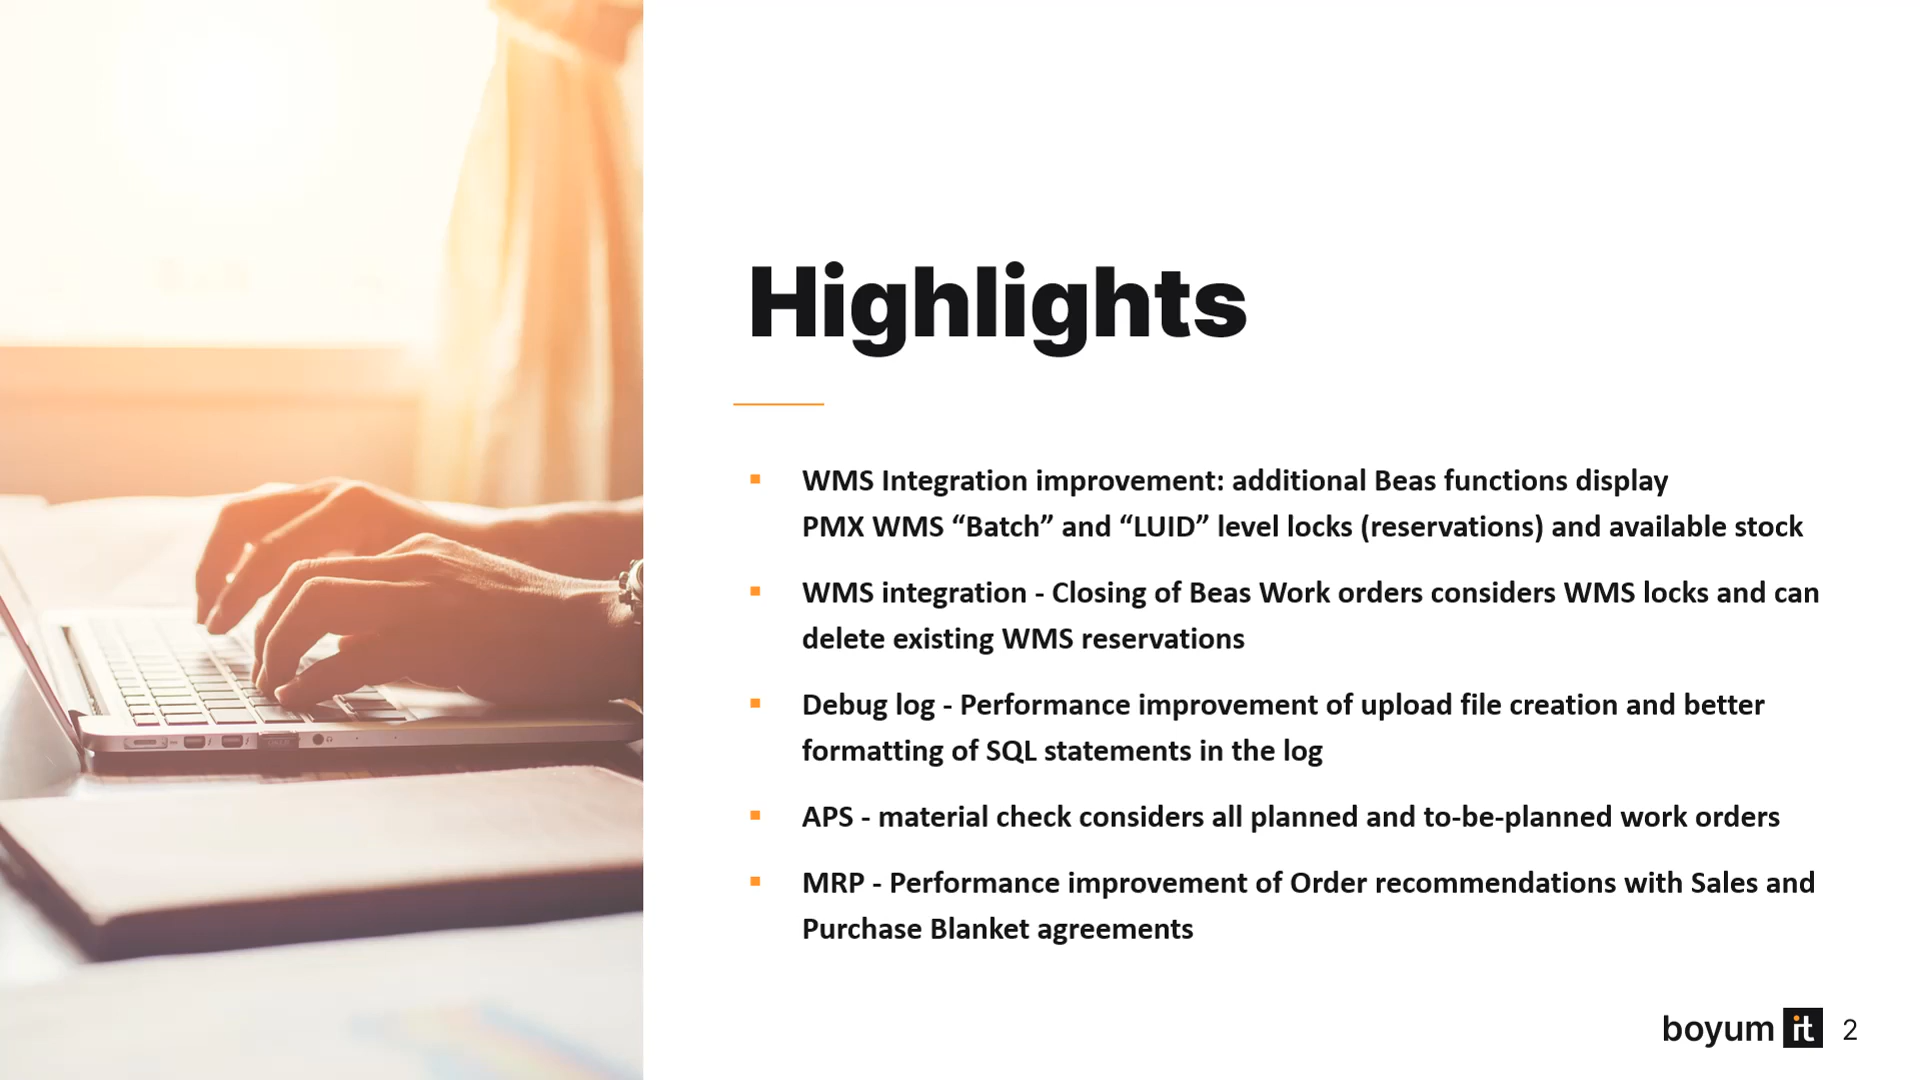 Highlights
WMS Integration improvement: additional Beas functions display
PMX WMS “Batch” and “LUID” level locks (reservations) and available stock
WMS integration - Closing of Beas Work orders considers WMS locks and can
delete existing WMS reservations
Debug log - Performance improvement of upload file creation and better
formatting of SQL statements in the log
APS - material check considers all planned and to-be-planned work orders
MRP - Performance improvement of Order recommendations with Sales and
Purchase Blanket agreements
boyum it 2